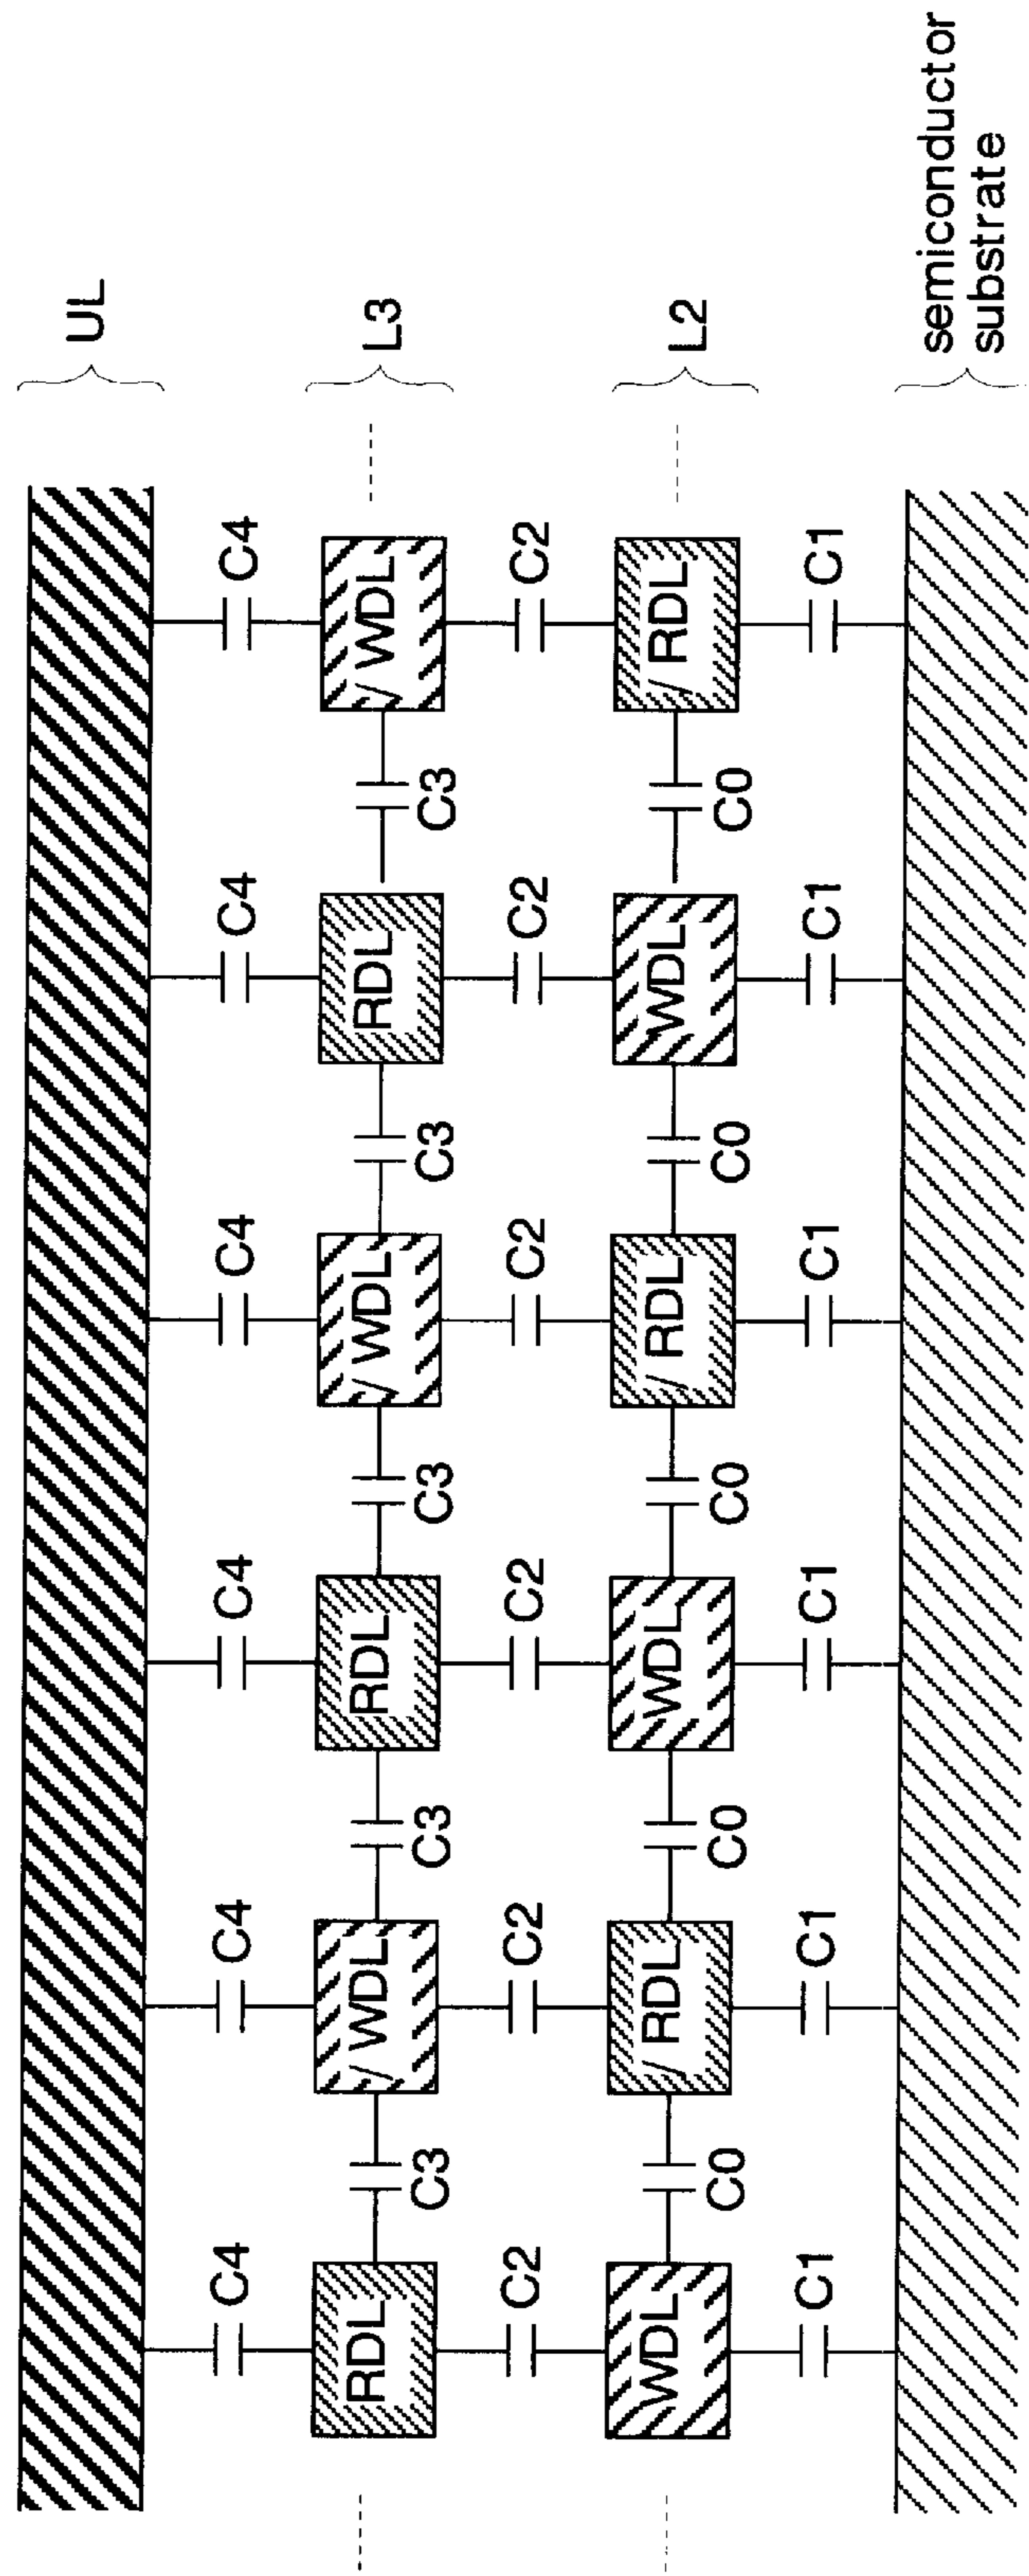 UL
C4 C4 C4 C4 C4 C4
RDL /WDL RDL /WDL RDL /WDL L3
C3 C3 C3 C3 C3
C2 C2 C2 C2 C2 C2
WDL /RDL WDL /RDL WDL /RDL L2
C0 C0 C0 C0 C0
C1 C1 C1 C1 C1 C1
semiconductor
substrate